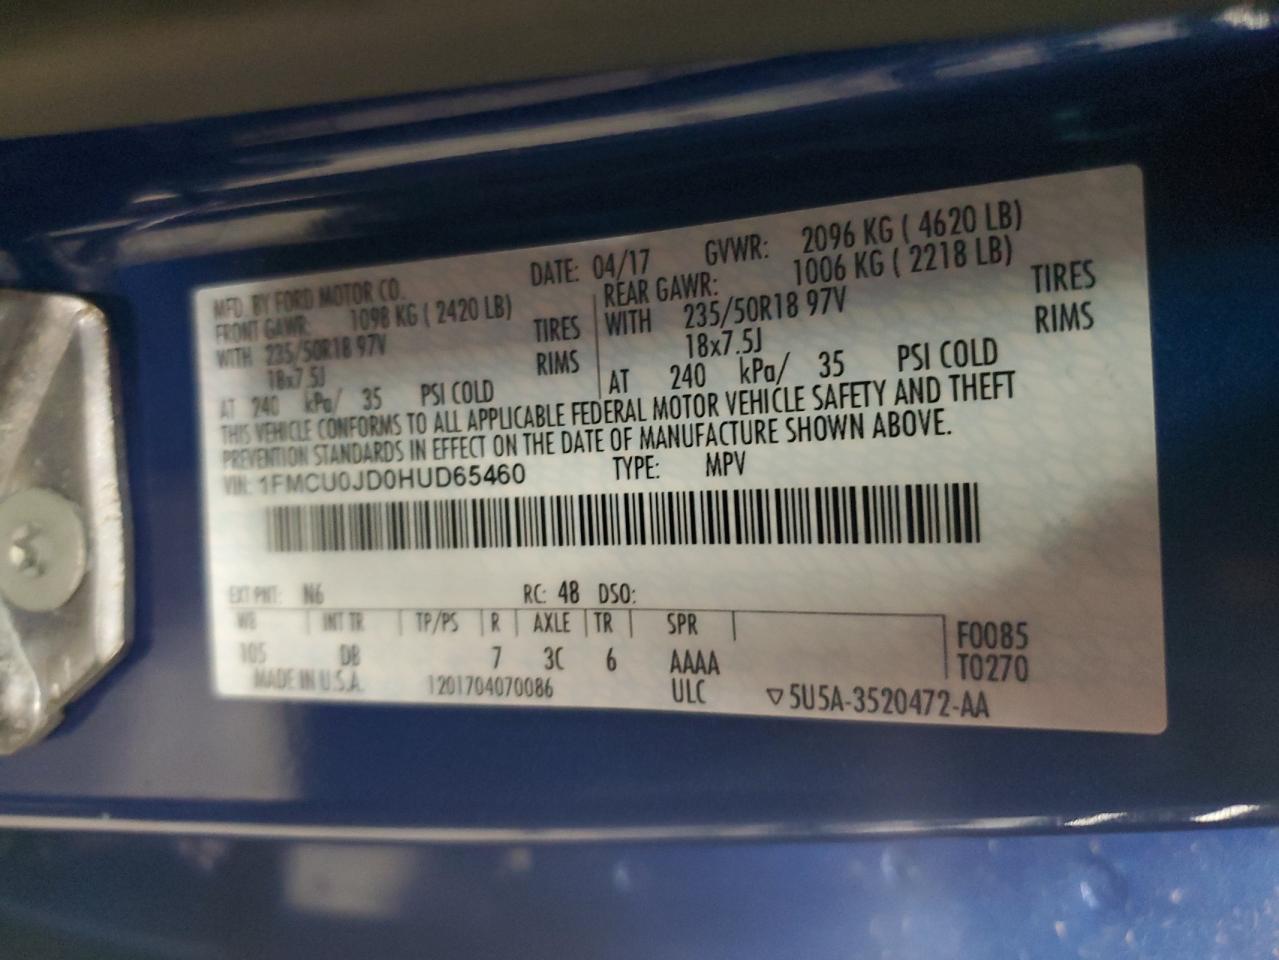 MFD. BY FORD MOTOR CO.
DATE: 04/17 GVWR: 2096 KG ( 4620 LB)
FRONT GAWR: 1098 KG ( 2420 LB)
WITH 235/50R18 97V TIRES
18x7.5J RIMS
AT 240 kPa/ 35 PSI COLD
REAR GAWR: 1006 KG ( 2218 LB)
WITH 235/50R18 97V TIRES
18x7.5J RIMS
AT 240 kPa/ 35 PSI COLD
THIS VEHICLE CONFORMS TO ALL APPLICABLE FEDERAL MOTOR VEHICLE SAFETY AND THEFT
PREVENTION STANDARDS IN EFFECT ON THE DATE OF MANUFACTURE SHOWN ABOVE.
VIN: 1FMCU0JD0HUD65460 TYPE: MPV
EXT PNT: N6 RC: 48 DSO:
WB INT TR TP/PS R AXLE TR SPR
105 DB 7 3C 6 AAAA
F0085
T0270
MADE IN U.S.A. 1201704070086 ULC ▽5U5A-3520472-AA